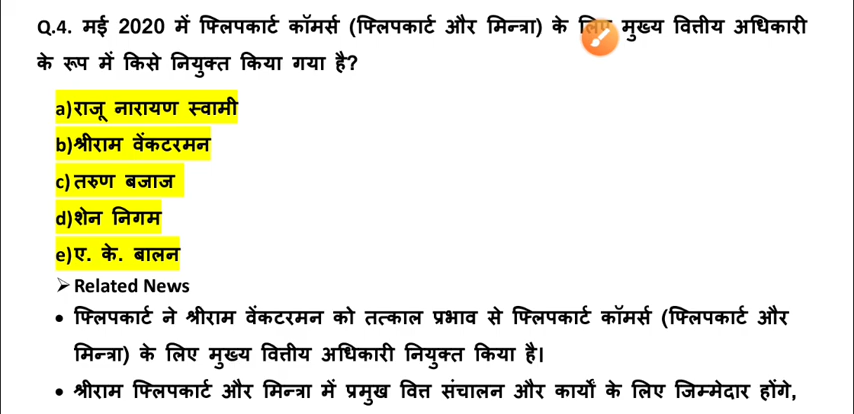 Q.4. मई 2020 में फ्लिपकार्ट कॉमर्स (फ्लिपकार्ट और मिन्त्रा) के लिए मुख्य वित्तीय अधिकारी
के रूप में किसे नियुक्त किया गया है?
a)राजू नारायण स्वामी
b)श्रीराम वेंकटरमन
c)तरुण बजाज
d)शेन निगम
e)ए. के. बालन
➢ Related News
• फ्लिपकार्ट ने श्रीराम वेंकटरमन को तत्काल प्रभाव से फ्लिपकार्ट कॉमर्स (फ्लिपकार्ट और
मिन्त्रा) के लिए मुख्य वित्तीय अधिकारी नियुक्त किया है।
• श्रीराम फ्लिपकार्ट और मिन्त्रा में प्रमुख वित्त संचालन और कार्यों के लिए जिम्मेदार होंगे,